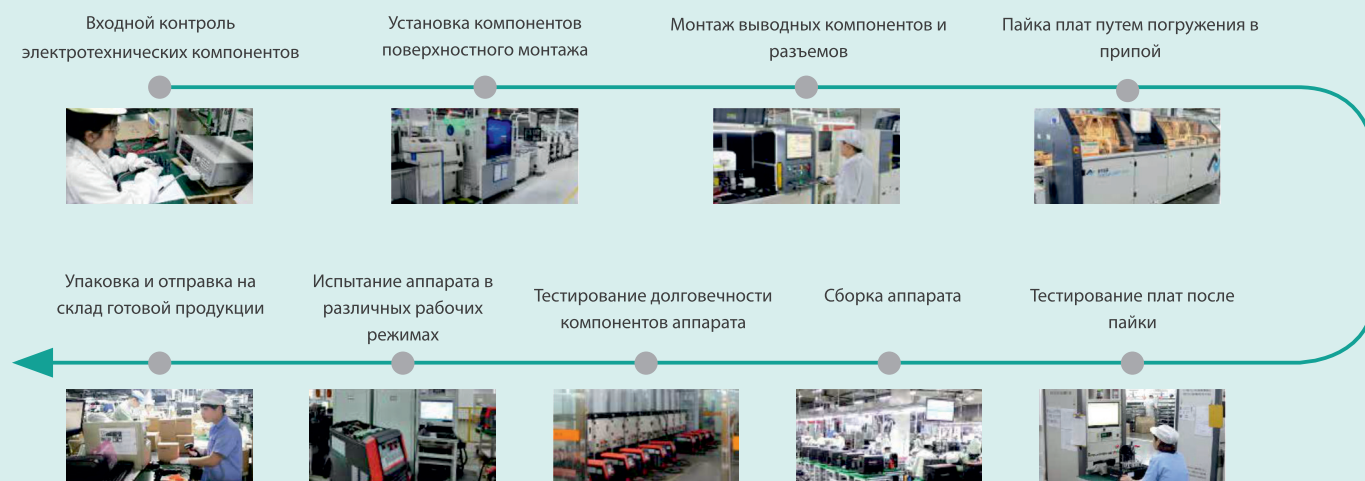 Входной контроль
электротехнических компонентов
Установка компонентов
поверхностного монтажа
Монтаж выводных компонентов и
разъемов
Пайка плат путем погружения в
припой
Тестирование плат после
пайки
Сборка аппарата
Тестирование долговечности
компонентов аппарата
Испытание аппарата в
различных рабочих
режимах
Упаковка и отправка на
склад готовой продукции